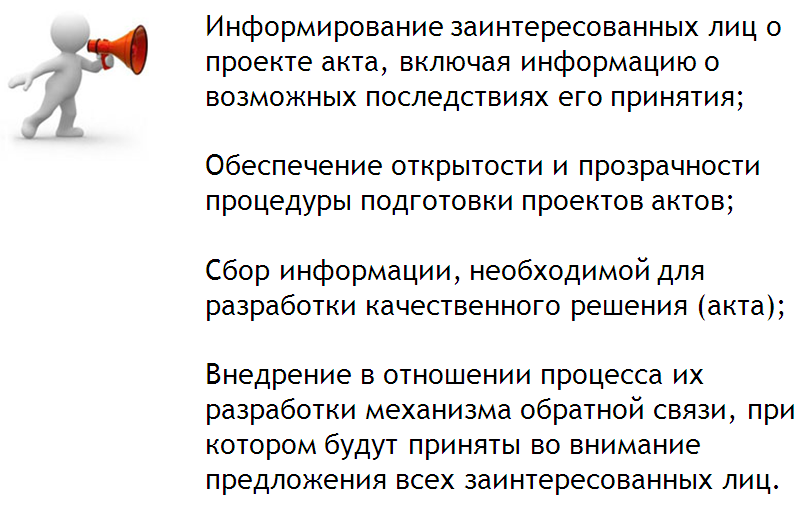 Информирование заинтересованных лиц о
проекте акта, включая информацию о
возможных последствиях его принятия;
Обеспечение открытости и прозрачности
процедуры подготовки проектов актов;
Сбор информации, необходимой для
разработки качественного решения (акта);
Внедрение в отношении процесса их
разработки механизма обратной связи, при
котором будут приняты во внимание
предложения всех заинтересованных лиц.